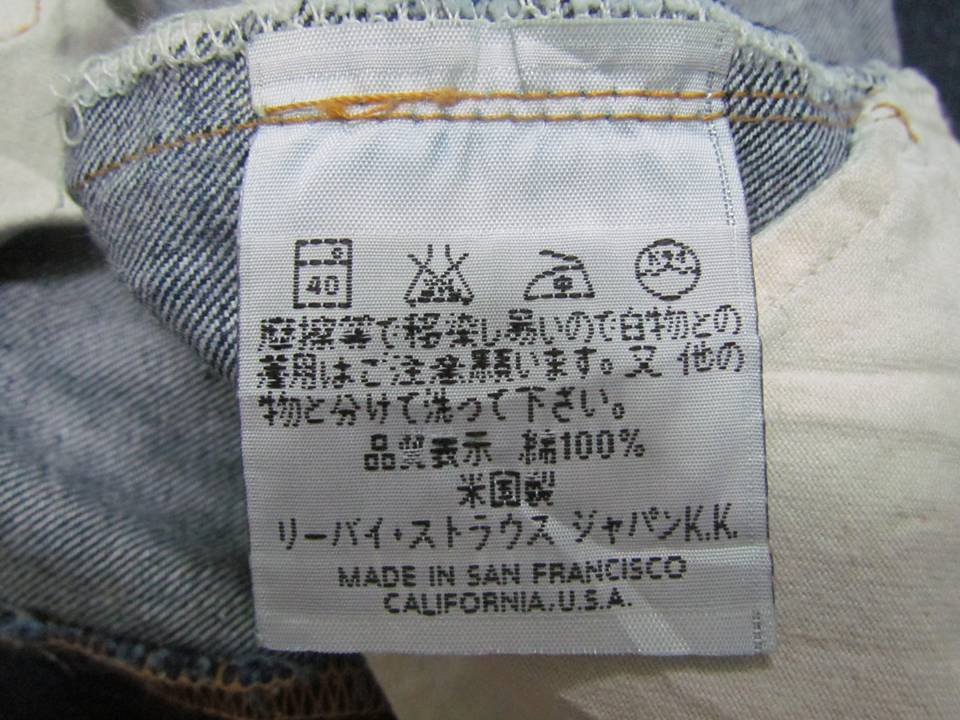 40
中
摩擦等で移染し易いので白物との
着用はご注意願います。又 他の
物と分けて洗って下さい。
品質表示 綿100%
米国製
リーバイ・ストラウス ジャパンK.K.
MADE IN SAN FRANCISCO
CALIFORNIA.U.S.A.